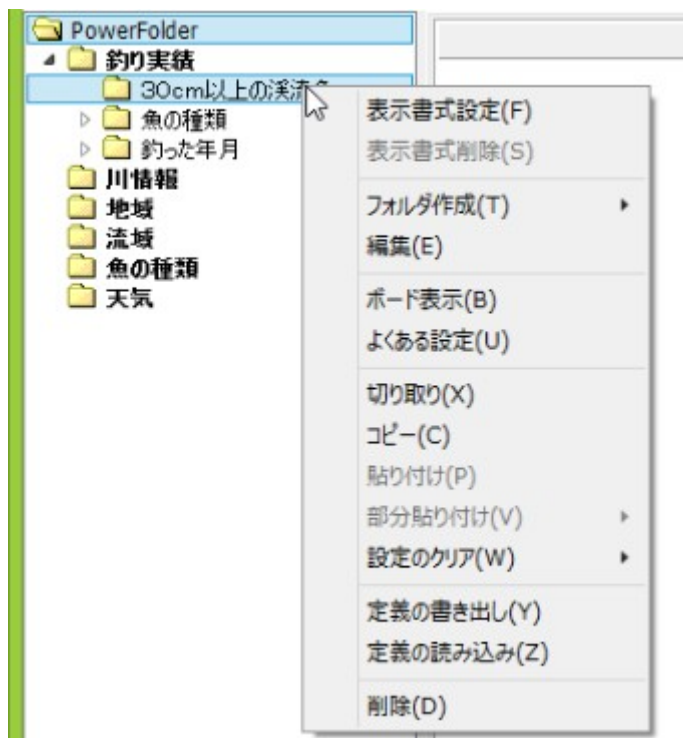 PowerFolder
釣り実績
30cm以上の渓流
魚の種類
釣った年月
川情報
地域
流域
魚の種類
天気
表示書式設定(F)
表示書式削除(S)
フォルダ作成(T)
編集(E)
ボード表示(B)
よくある設定(U)
切り取り(X)
コピー(C)
貼り付け(P)
部分貼り付け(V)
設定のクリア(W)
定義の書き出し(Y)
定義の読み込み(Z)
削除(D)